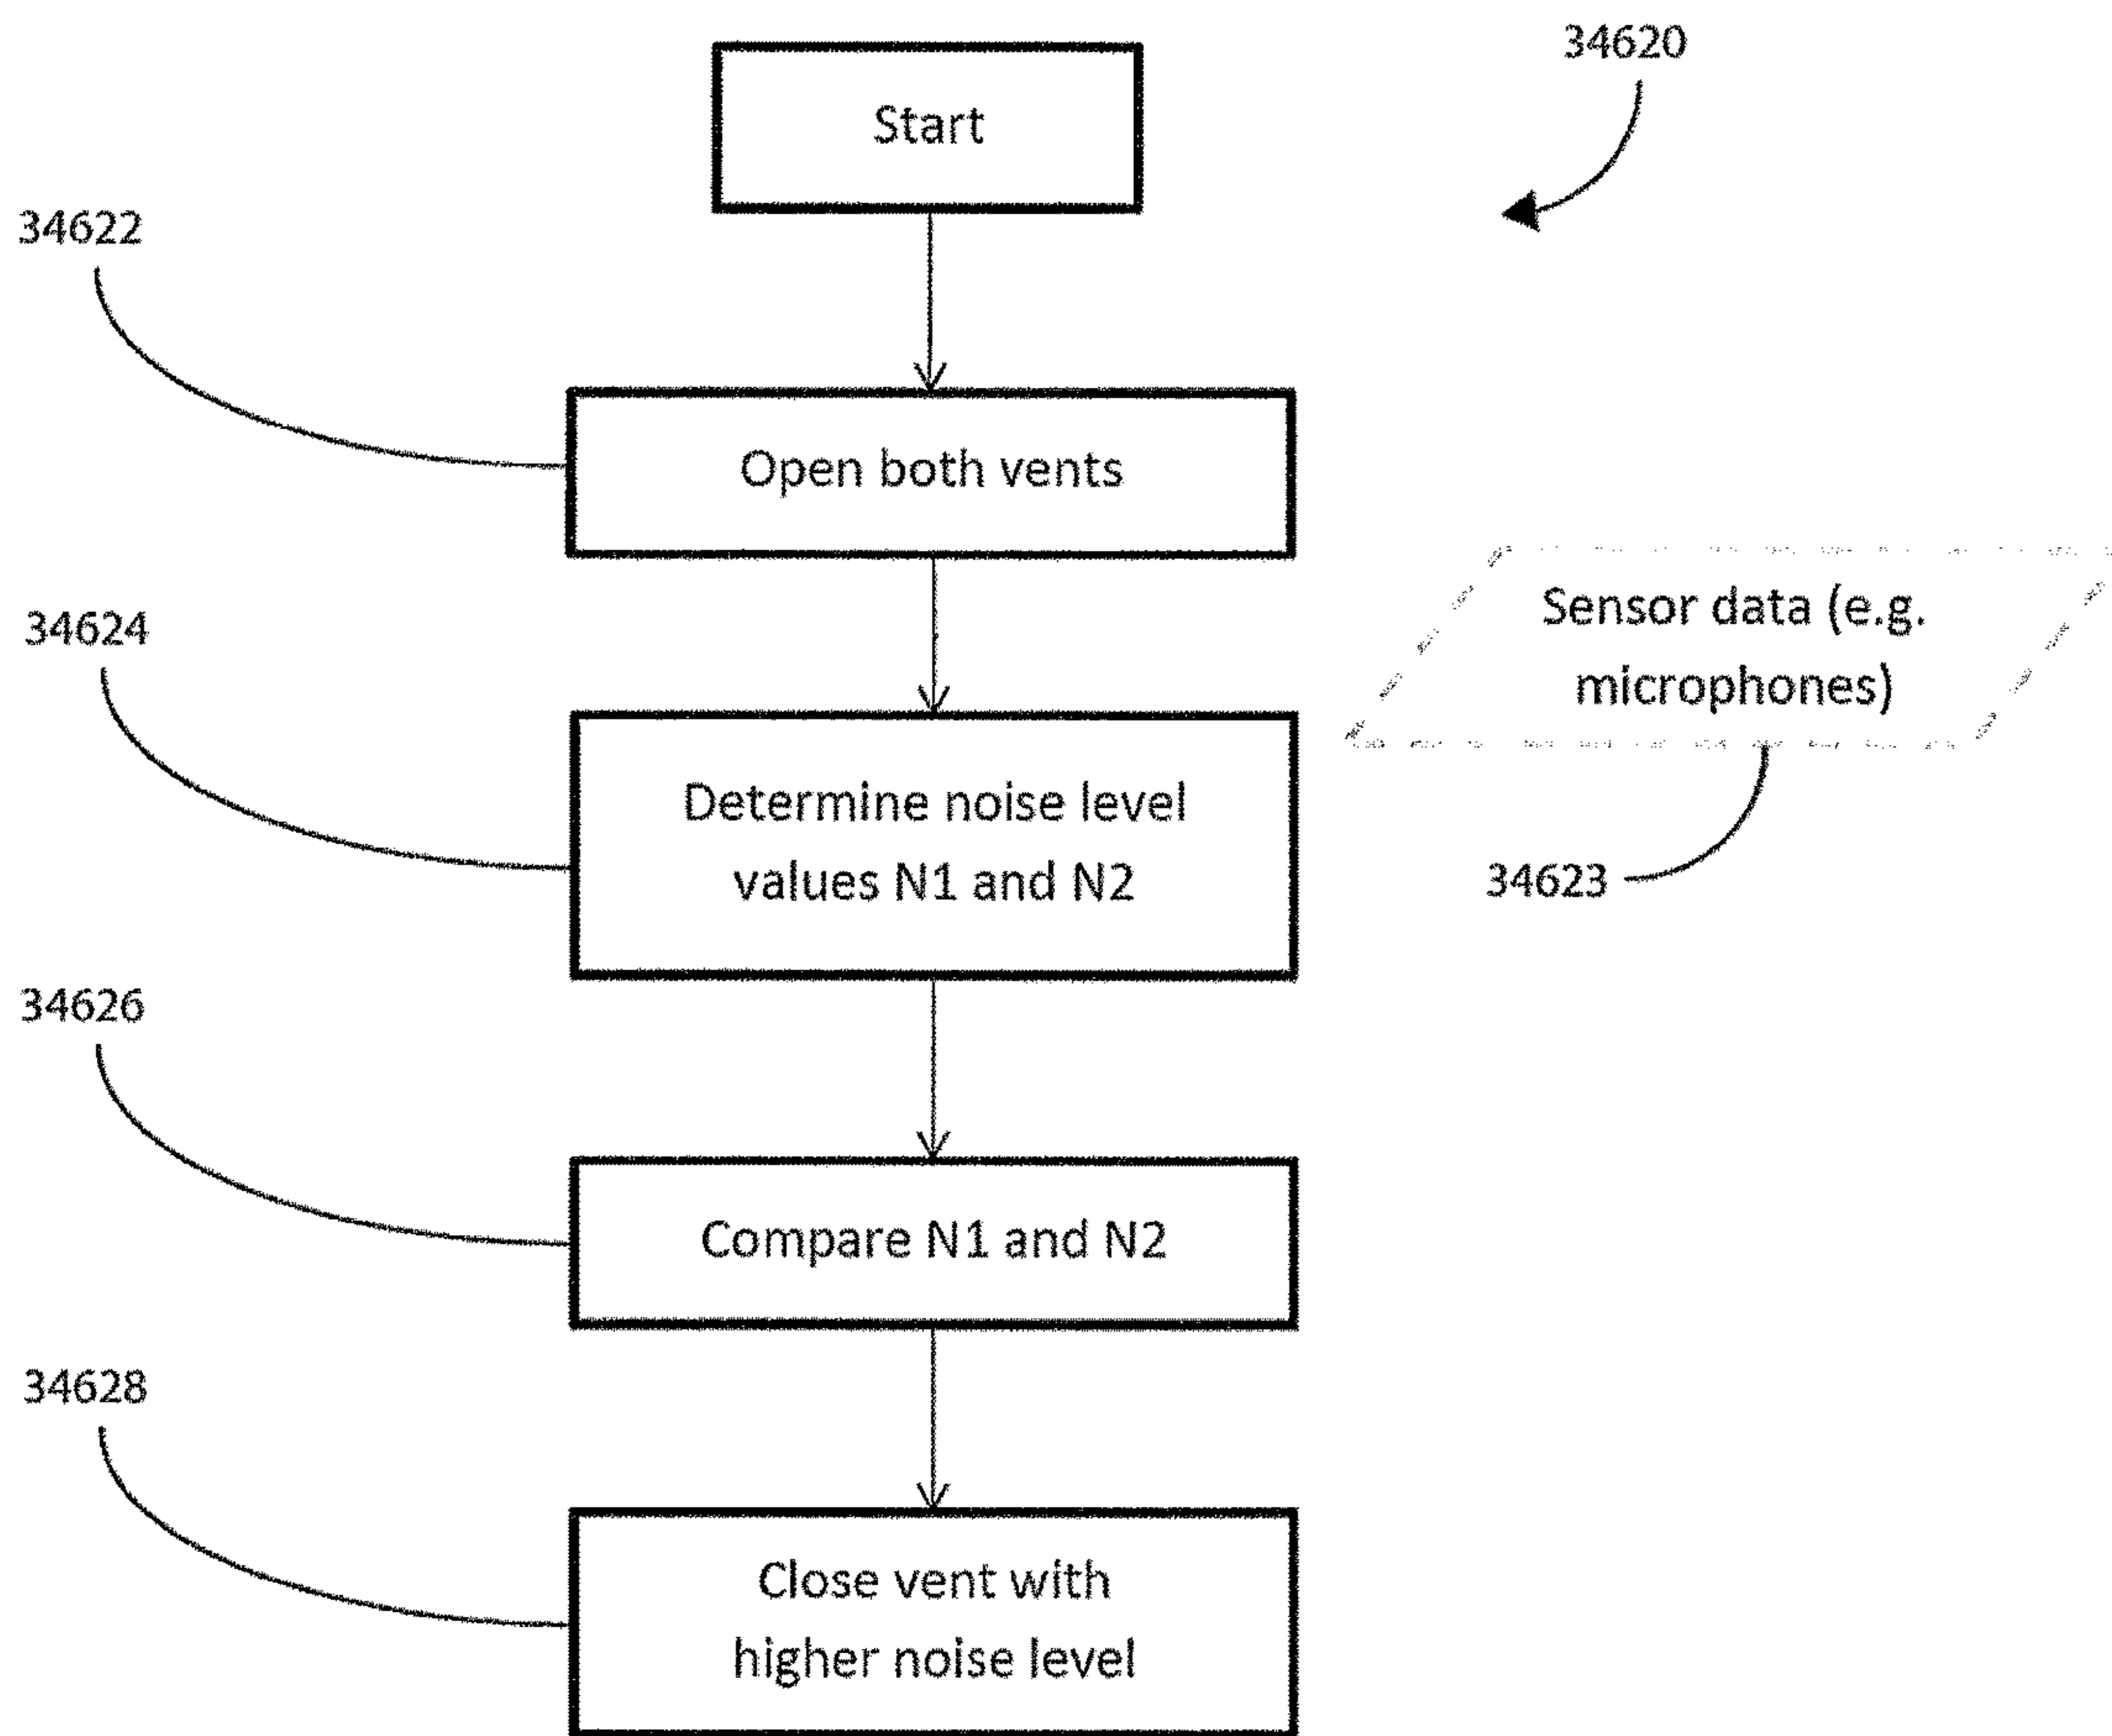 34620
Start
34622
Open both vents
Sensor data (e.g.
microphones)
34624
34623
Determine noise level
values N1 and N2
34626
Compare N1 and N2
34628
Close vent with
higher noise level